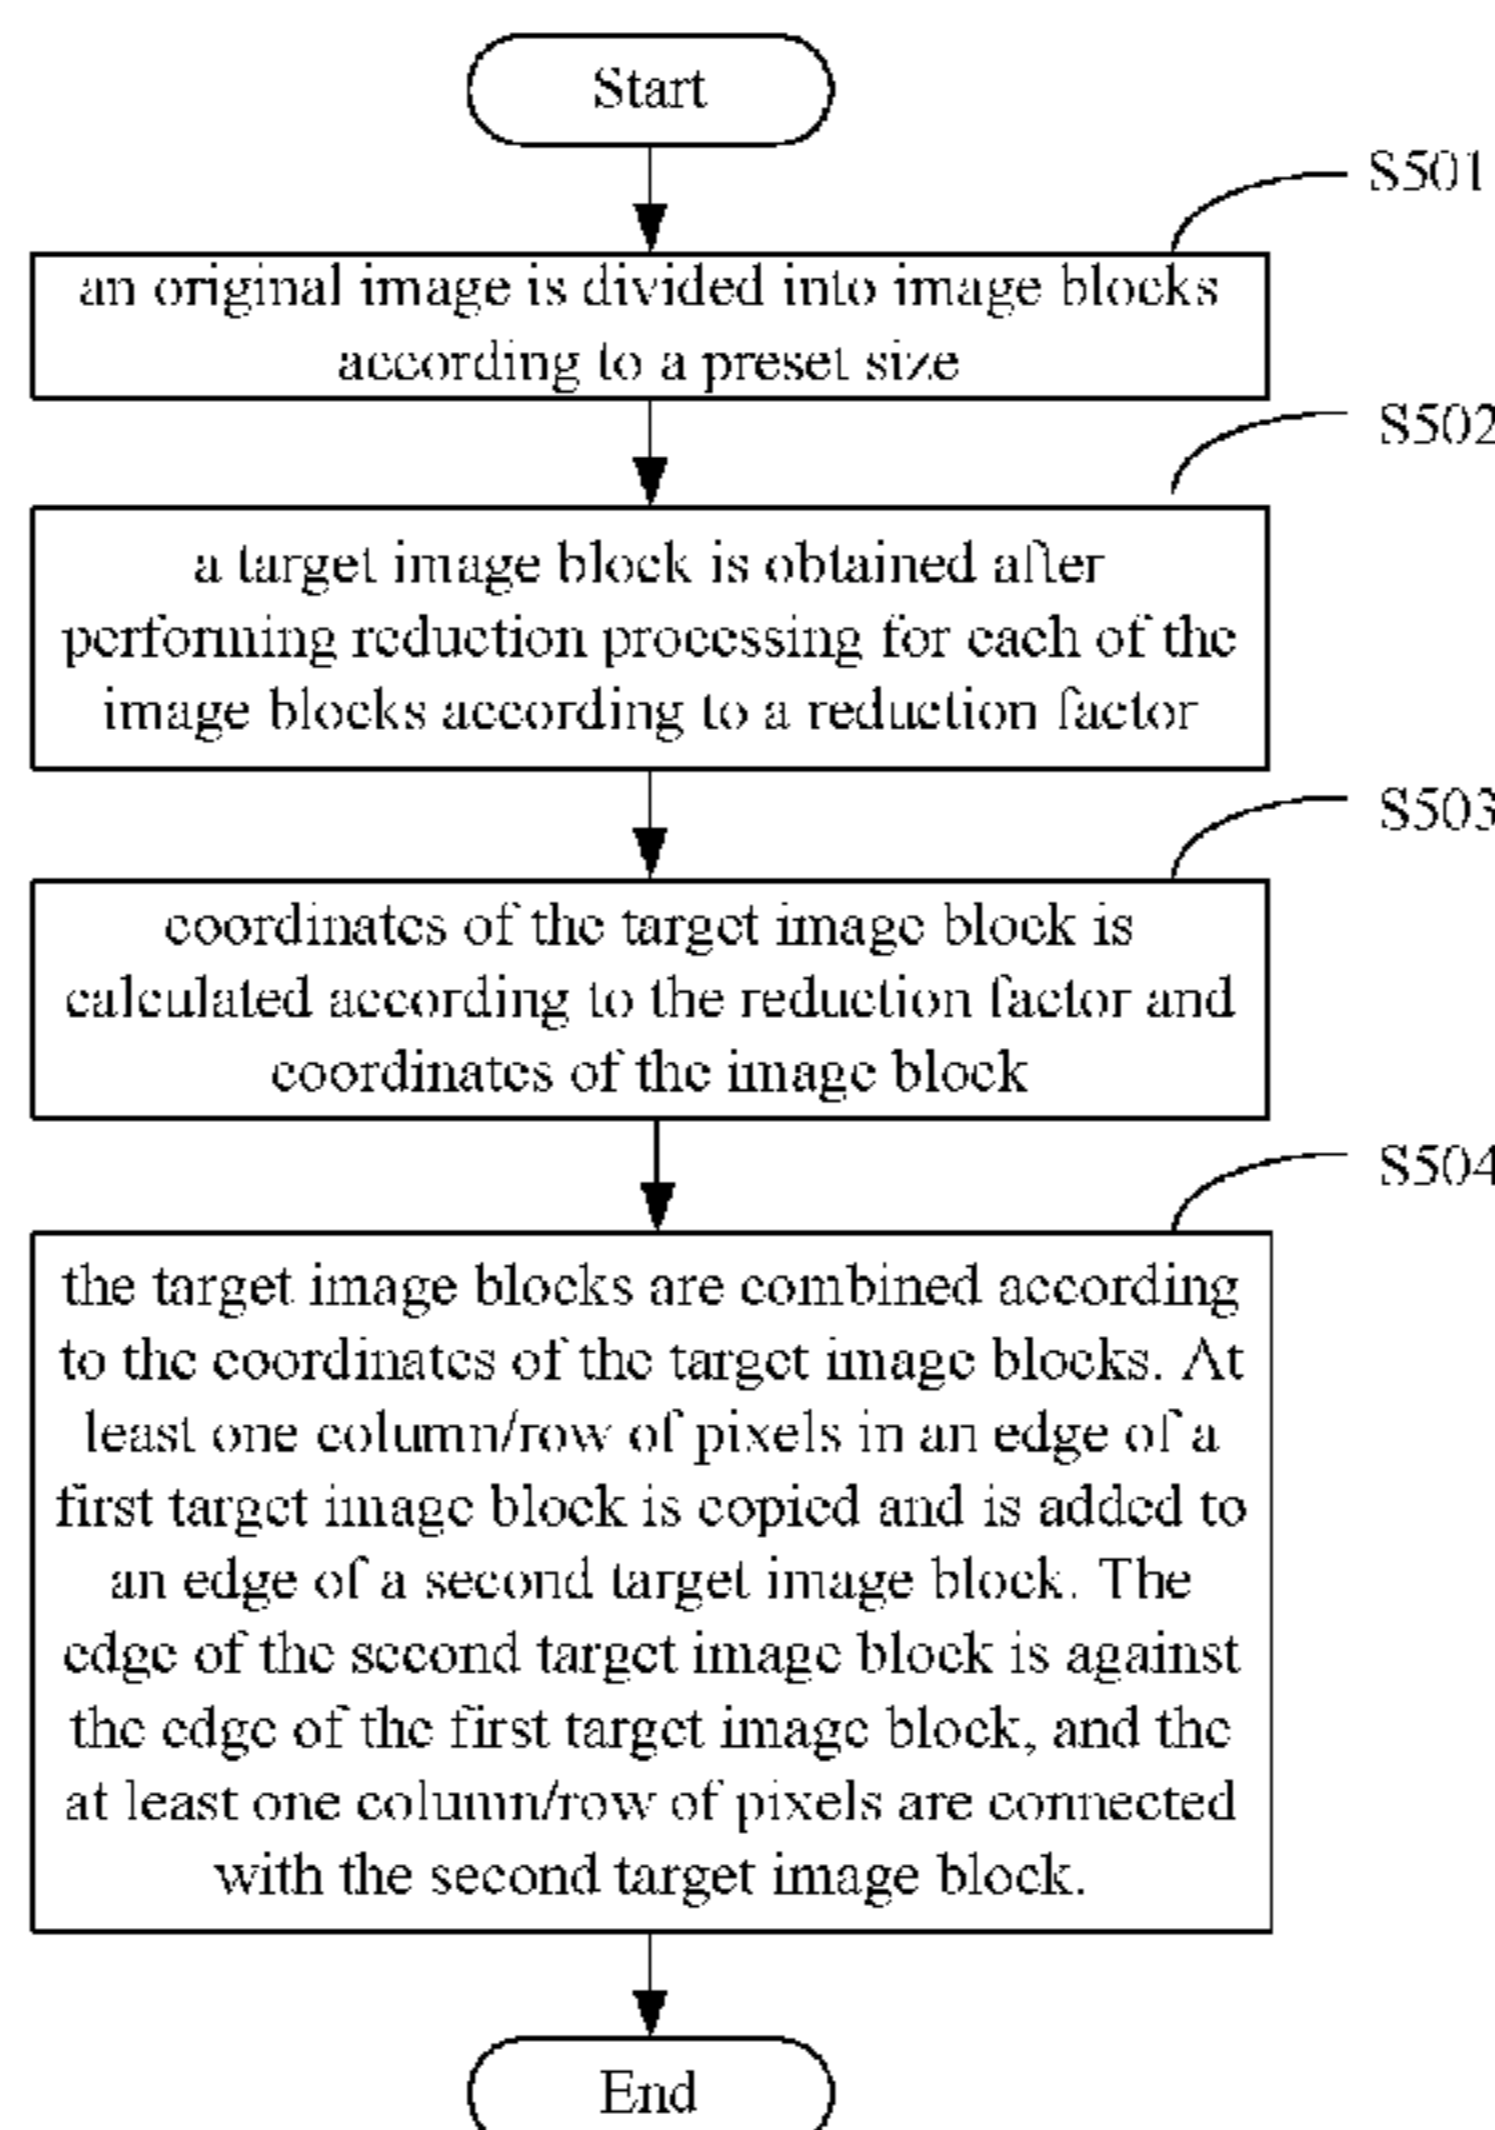 Start
S501
an original image is divided into image blocks
according to a preset size
S502
a target image block is obtained after
performing reduction processing for each of the
image blocks according to a reduction factor
S503
coordinates of the target image block is
calculated according to the reduction factor and
coordinates of the image block
S504
the target image blocks are combined according
to the coordinates of the target image blocks. At
least one column/row of pixels in an edge of a
first target image block is copied and is added to
an edge of a second target image block. The
edge of the second target image block is against
the edge of the first target image block, and the
at least one column/row of pixels are connected
with the second target image block.
End